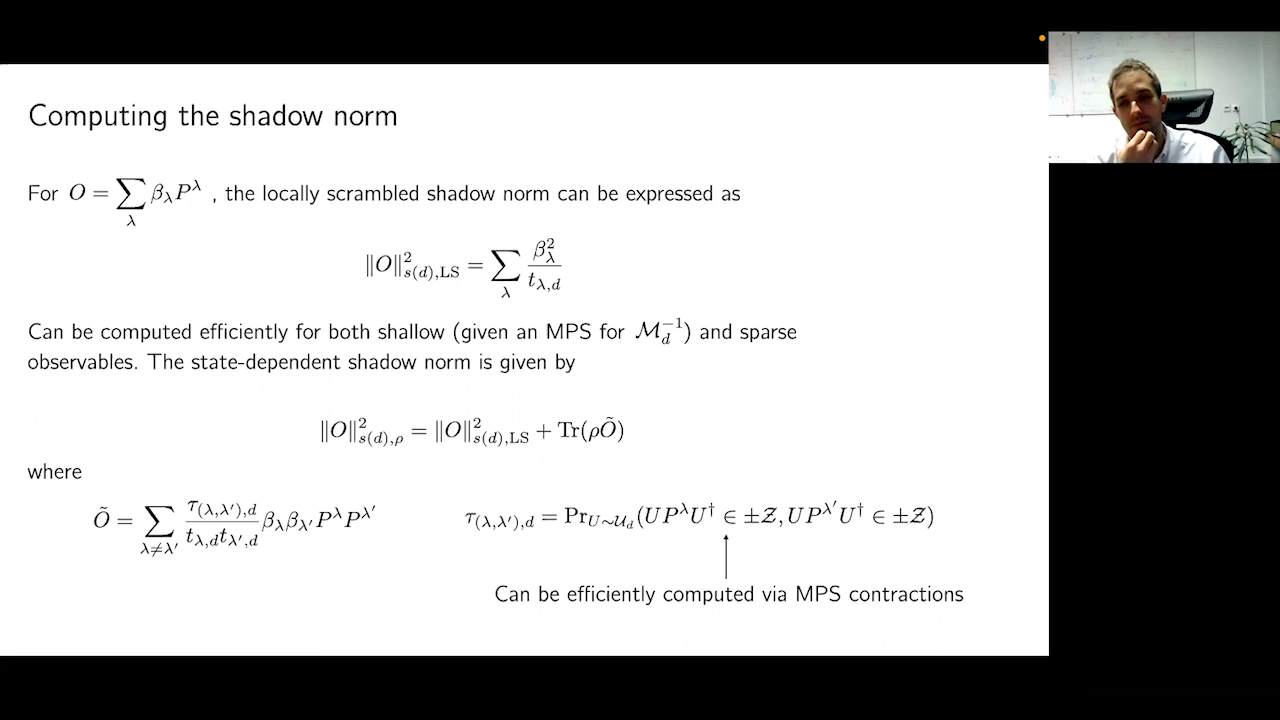 Computing the shadow norm
For $O = \sum_{\lambda} \beta_\lambda P^\lambda$ , the locally scrambled shadow norm can be expressed as
$\|O\|^2_{s(d),\mathrm{LS}} = \sum_{\lambda} \frac{\beta_\lambda^2}{t_{\lambda,d}}$
Can be computed efficiently for both shallow (given an MPS for $\mathcal{M}_d^{-1}$) and sparse
observables. The state-dependent shadow norm is given by
$\|O\|^2_{s(d),\rho} = \|O\|^2_{s(d),\mathrm{LS}} + \mathrm{Tr}(\rho\tilde{O})$
where
$\tilde{O} = \sum_{\lambda \neq \lambda'} \frac{\tau_{(\lambda,\lambda'),d}}{t_{\lambda,d} t_{\lambda',d}} \beta_\lambda \beta_{\lambda'} P^\lambda P^{\lambda'}$ $\tau_{(\lambda,\lambda'),d} = \mathrm{Pr}_{U \sim \mathcal{U}_d}(U P^\lambda U^\dagger \in \pm\mathcal{Z}, U P^{\lambda'} U^\dagger \in \pm\mathcal{Z})$
Can be efficiently computed via MPS contractions